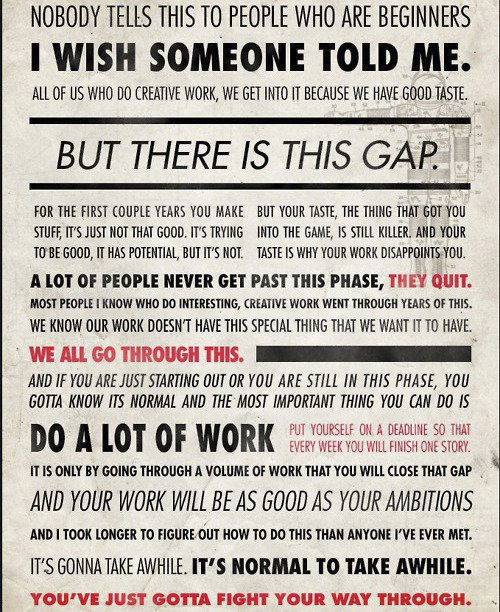 NOBODY TELLS THIS TO PEOPLE WHO ARE BEGINNERS
I WISH SOMEONE TOLD ME.
ALL OF US WHO DO CREATIVE WORK, WE GET INTO IT BECAUSE WE HAVE GOOD TASTE.
BUT THERE IS THIS GAP.
FOR THE FIRST COUPLE YEARS YOU MAKE
STUFF, IT'S JUST NOT THAT GOOD. IT'S TRYING
TO BE GOOD, IT HAS POTENTIAL, BUT IT'S NOT.
BUT YOUR TASTE, THE THING THAT GOT YOU
INTO THE GAME, IS STILL KILLER. AND YOUR
TASTE IS WHY YOUR WORK DISAPPOINTS YOU.
A LOT OF PEOPLE NEVER GET PAST THIS PHASE, THEY QUIT.
MOST PEOPLE I KNOW WHO DO INTERESTING, CREATIVE WORK WENT THROUGH YEARS OF THIS.
WE KNOW OUR WORK DOESN'T HAVE THIS SPECIAL THING THAT WE WANT IT TO HAVE.
WE ALL GO THROUGH THIS.
AND IF YOU ARE JUST STARTING OUT OR YOU ARE STILL IN THIS PHASE, YOU
GOTTA KNOW ITS NORMAL AND THE MOST IMPORTANT THING YOU CAN DO IS
DO A LOT OF WORK
PUT YOURSELF ON A DEADLINE SO THAT
EVERY WEEK YOU WILL FINISH ONE STORY.
IT IS ONLY BY GOING THROUGH A VOLUME OF WORK THAT YOU WILL CLOSE THAT GAP
AND YOUR WORK WILL BE AS GOOD AS YOUR AMBITIONS
AND I TOOK LONGER TO FIGURE OUT HOW TO DO THIS THAN ANYONE I'VE EVER MET.
IT'S GONNA TAKE AWHILE. IT'S NORMAL TO TAKE AWHILE.
YOU'VE JUST GOTTA FIGHT YOUR WAY THROUGH.